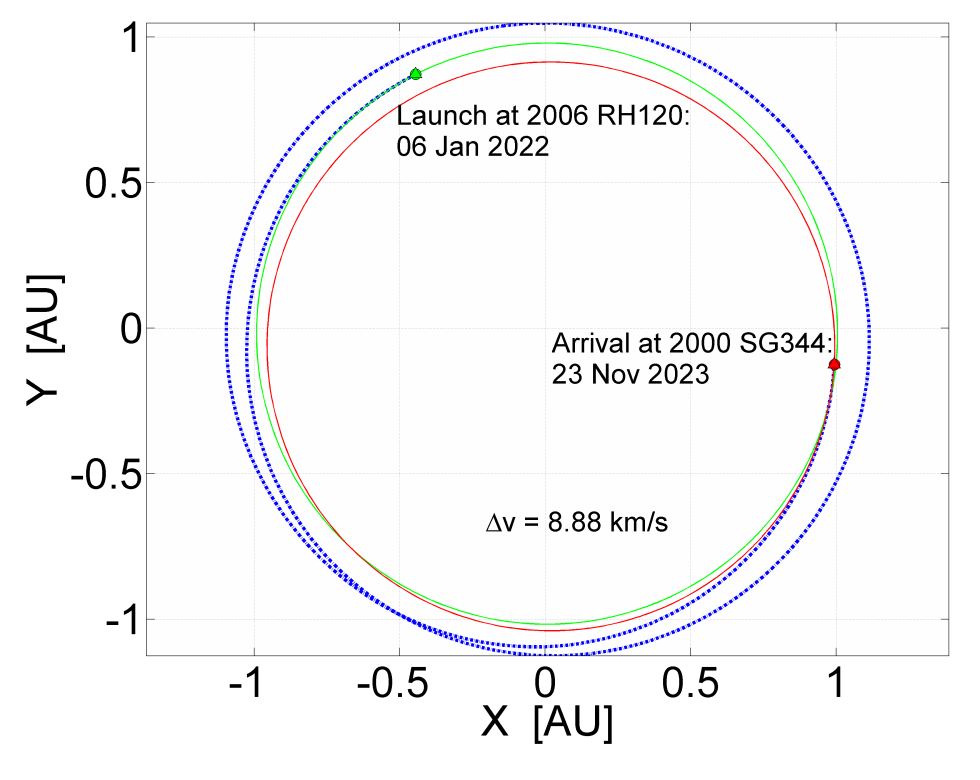 1
0.5
0
-0.5
-1
Y [AU]
Launch at 2006 RH120:
06 Jan 2022
Arrival at 2000 SG344:
23 Nov 2023
Δv = 8.88 km/s
-1 -0.5 0 0.5 1
X [AU]